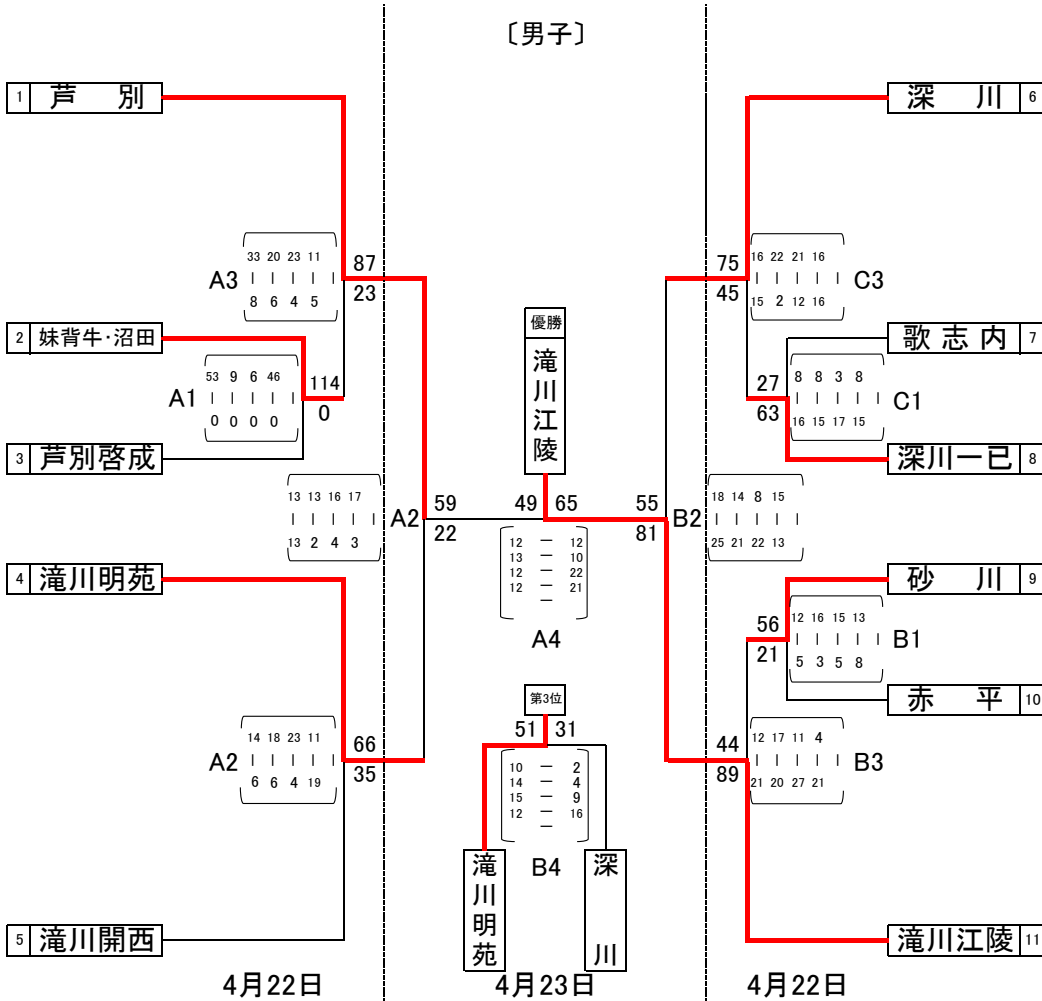 〔男子〕
1 芦 別
深 川 6
A3
33 20 23 11
8 6 4 5
87
23
75
45
16 22 21 16
15 2 12 16
C3
2 妹背牛・沼田
優勝
滝川江陵
歌志内 7
A1
53 9 6 46
0 0 0 0
114
0
27
63
8 8 3 8
16 15 17 15
C1
3 芦別啓成
深川一已 8
13 13 16 17
13 2 4 3
A2
59
22
49 65
55
81
B2
18 14 8 15
25 21 22 13
12 ー 12
13 ー 10
12 ー 22
12 ー 21
ー
A4
4 滝川明苑
砂 川 9
56
21
12 16 15 13
5 3 5 8
B1
第3位
赤 平 10
51 31
A2
14 18 23 11
6 6 4 19
66
35
10 ー 2
14 ー 4
15 ー 9
12 ー 16
ー
B4
44
89
12 17 11 4
21 20 27 21
B3
滝川明苑
深川
5 滝川開西
滝川江陵 11
4月22日
4月23日
4月22日